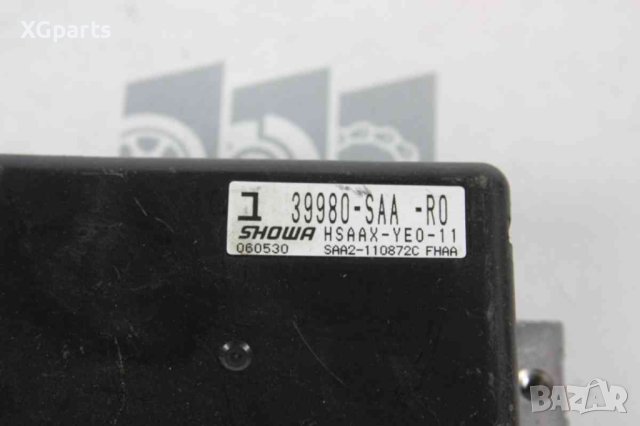 XGparts
1 39980-SAA -R0
SHOWA HSAAX-YE0-11
060530 SAA2-110872C FHAA
BAZAR